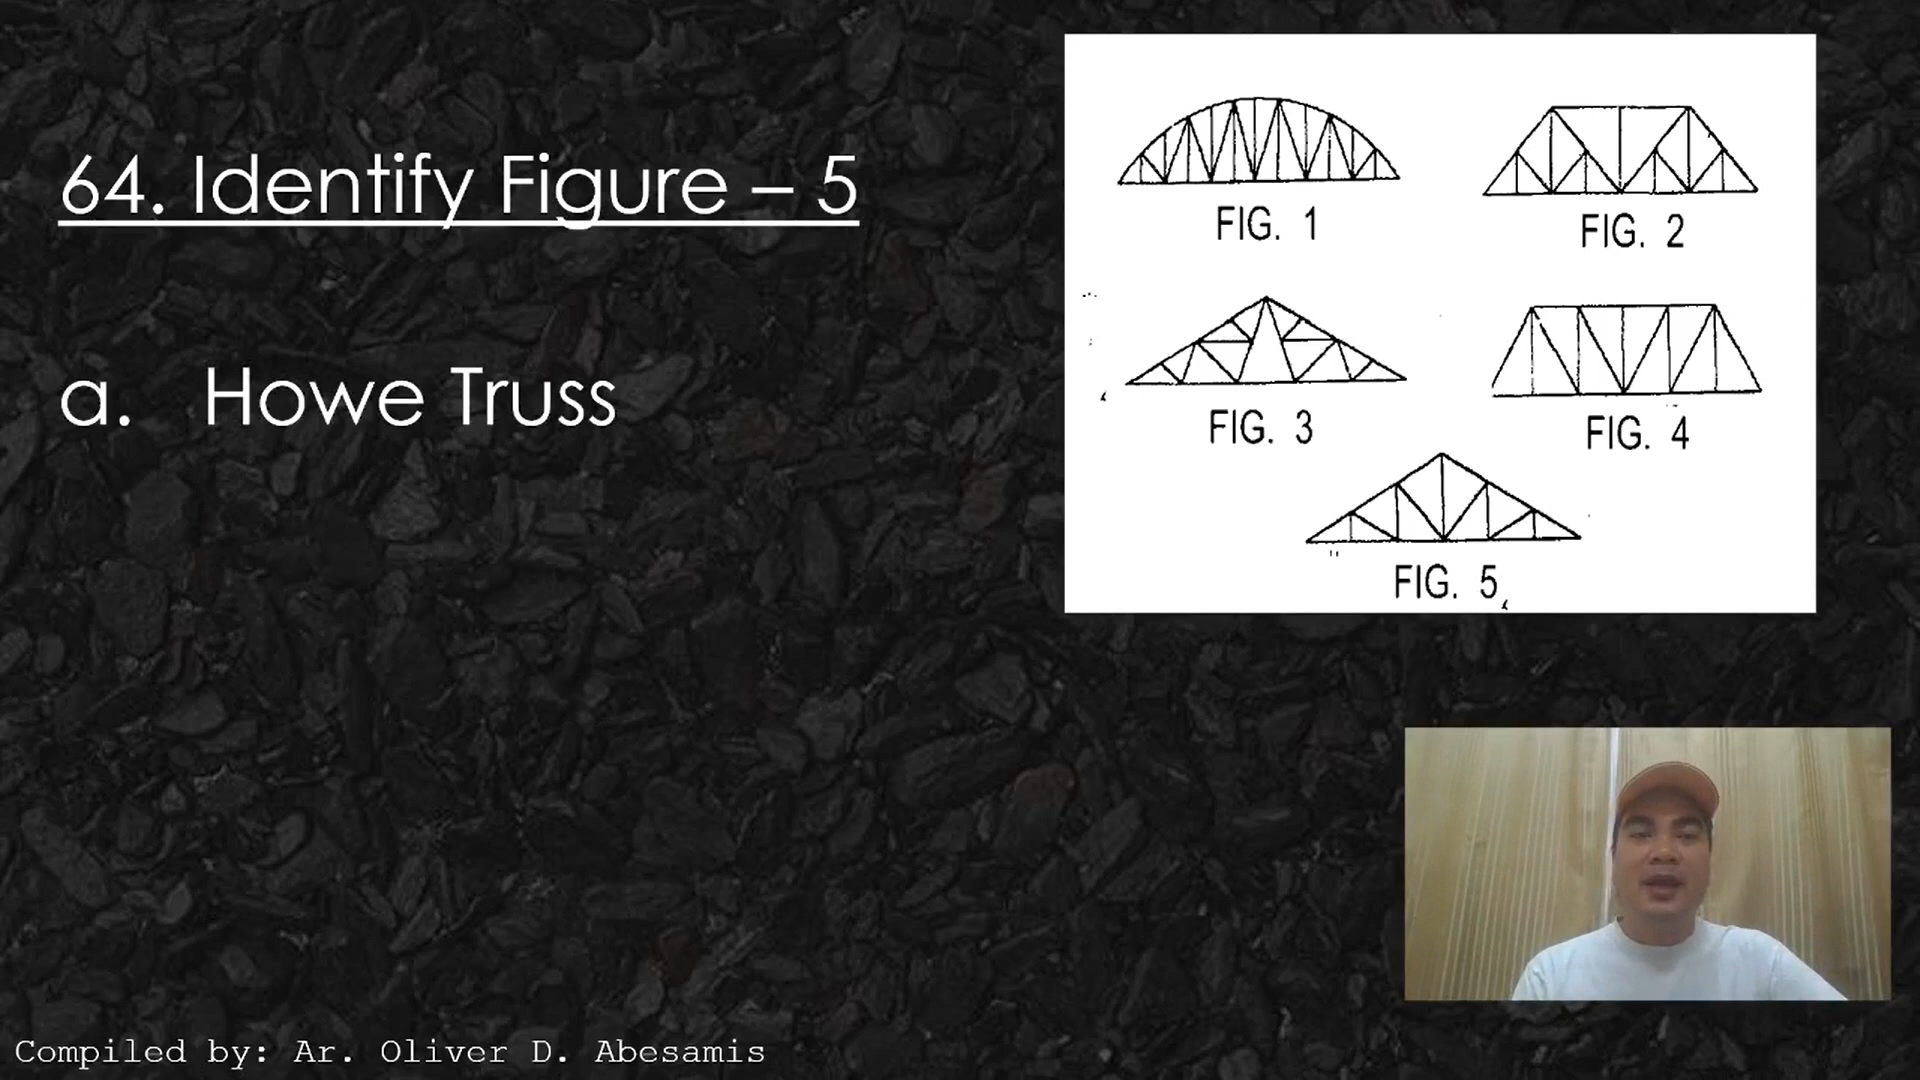 64. Identify Figure – 5
a. Howe Truss
FIG. 1
FIG. 2
FIG. 3
FIG. 4
FIG. 5
Compiled by: Ar. Oliver D. Abesamis